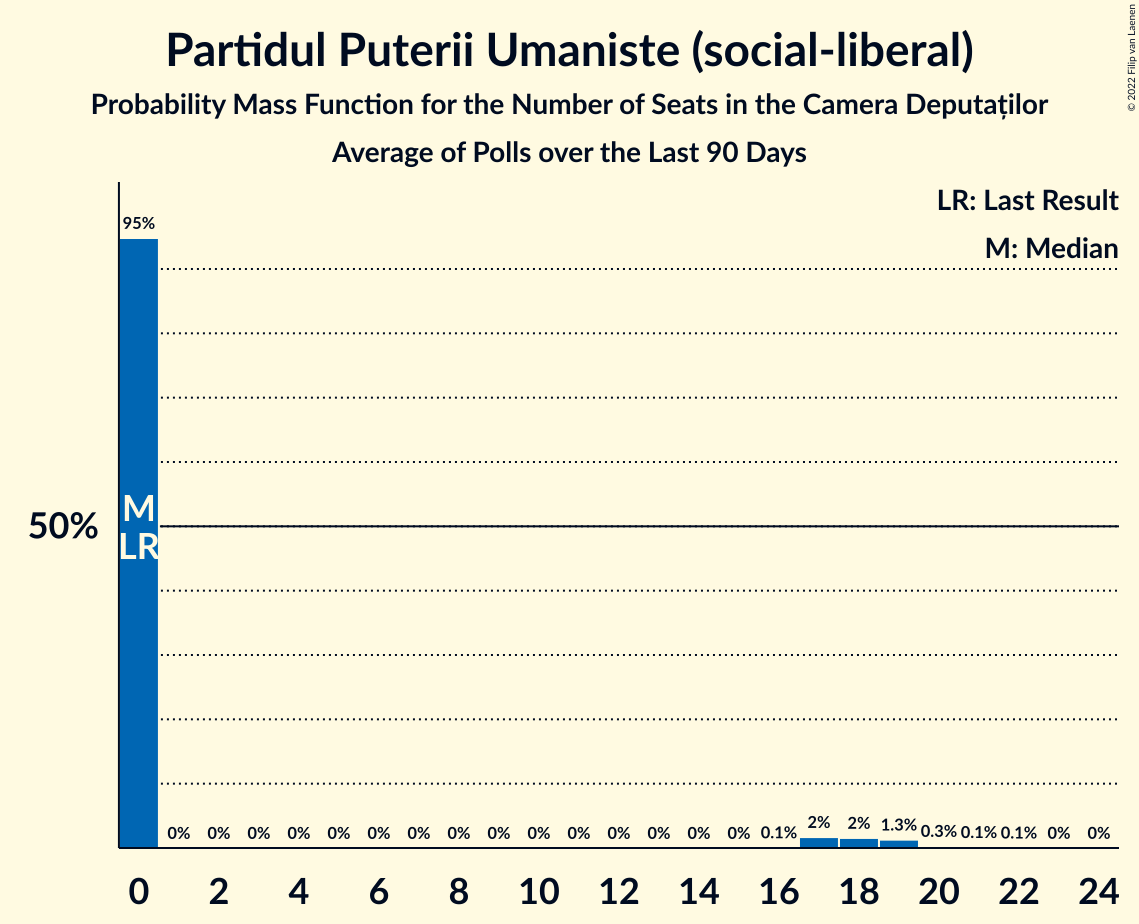 Partidul Puterii Umaniste (social-liberal)
Probability Mass Function for the Number of Seats in the Camera Deputaților
Average of Polls over the Last 90 Days
© 2022 Filip van Laenen
LR: Last Result
M: Median
95%
50%
M
LR
0% 0% 0% 0% 0% 0% 0% 0% 0% 0% 0% 0% 0% 0% 0% 0.1% 2% 2% 1.3% 0.3% 0.1% 0.1% 0% 0%
0 2 4 6 8 10 12 14 16 18 20 22 24